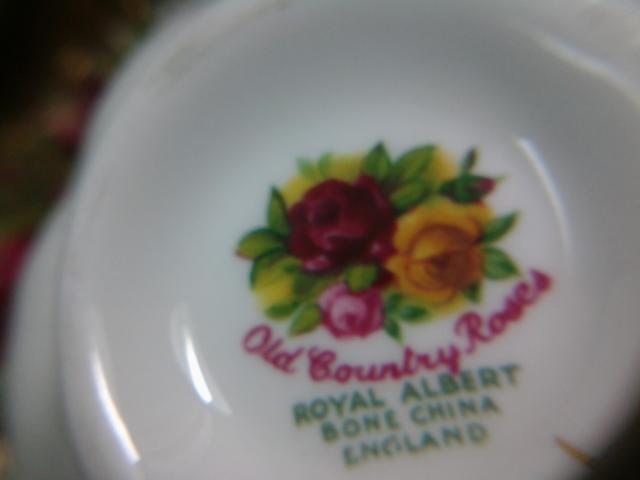 Old Country Roses
ROYAL ALBERT
BONE CHINA
ENGLAND